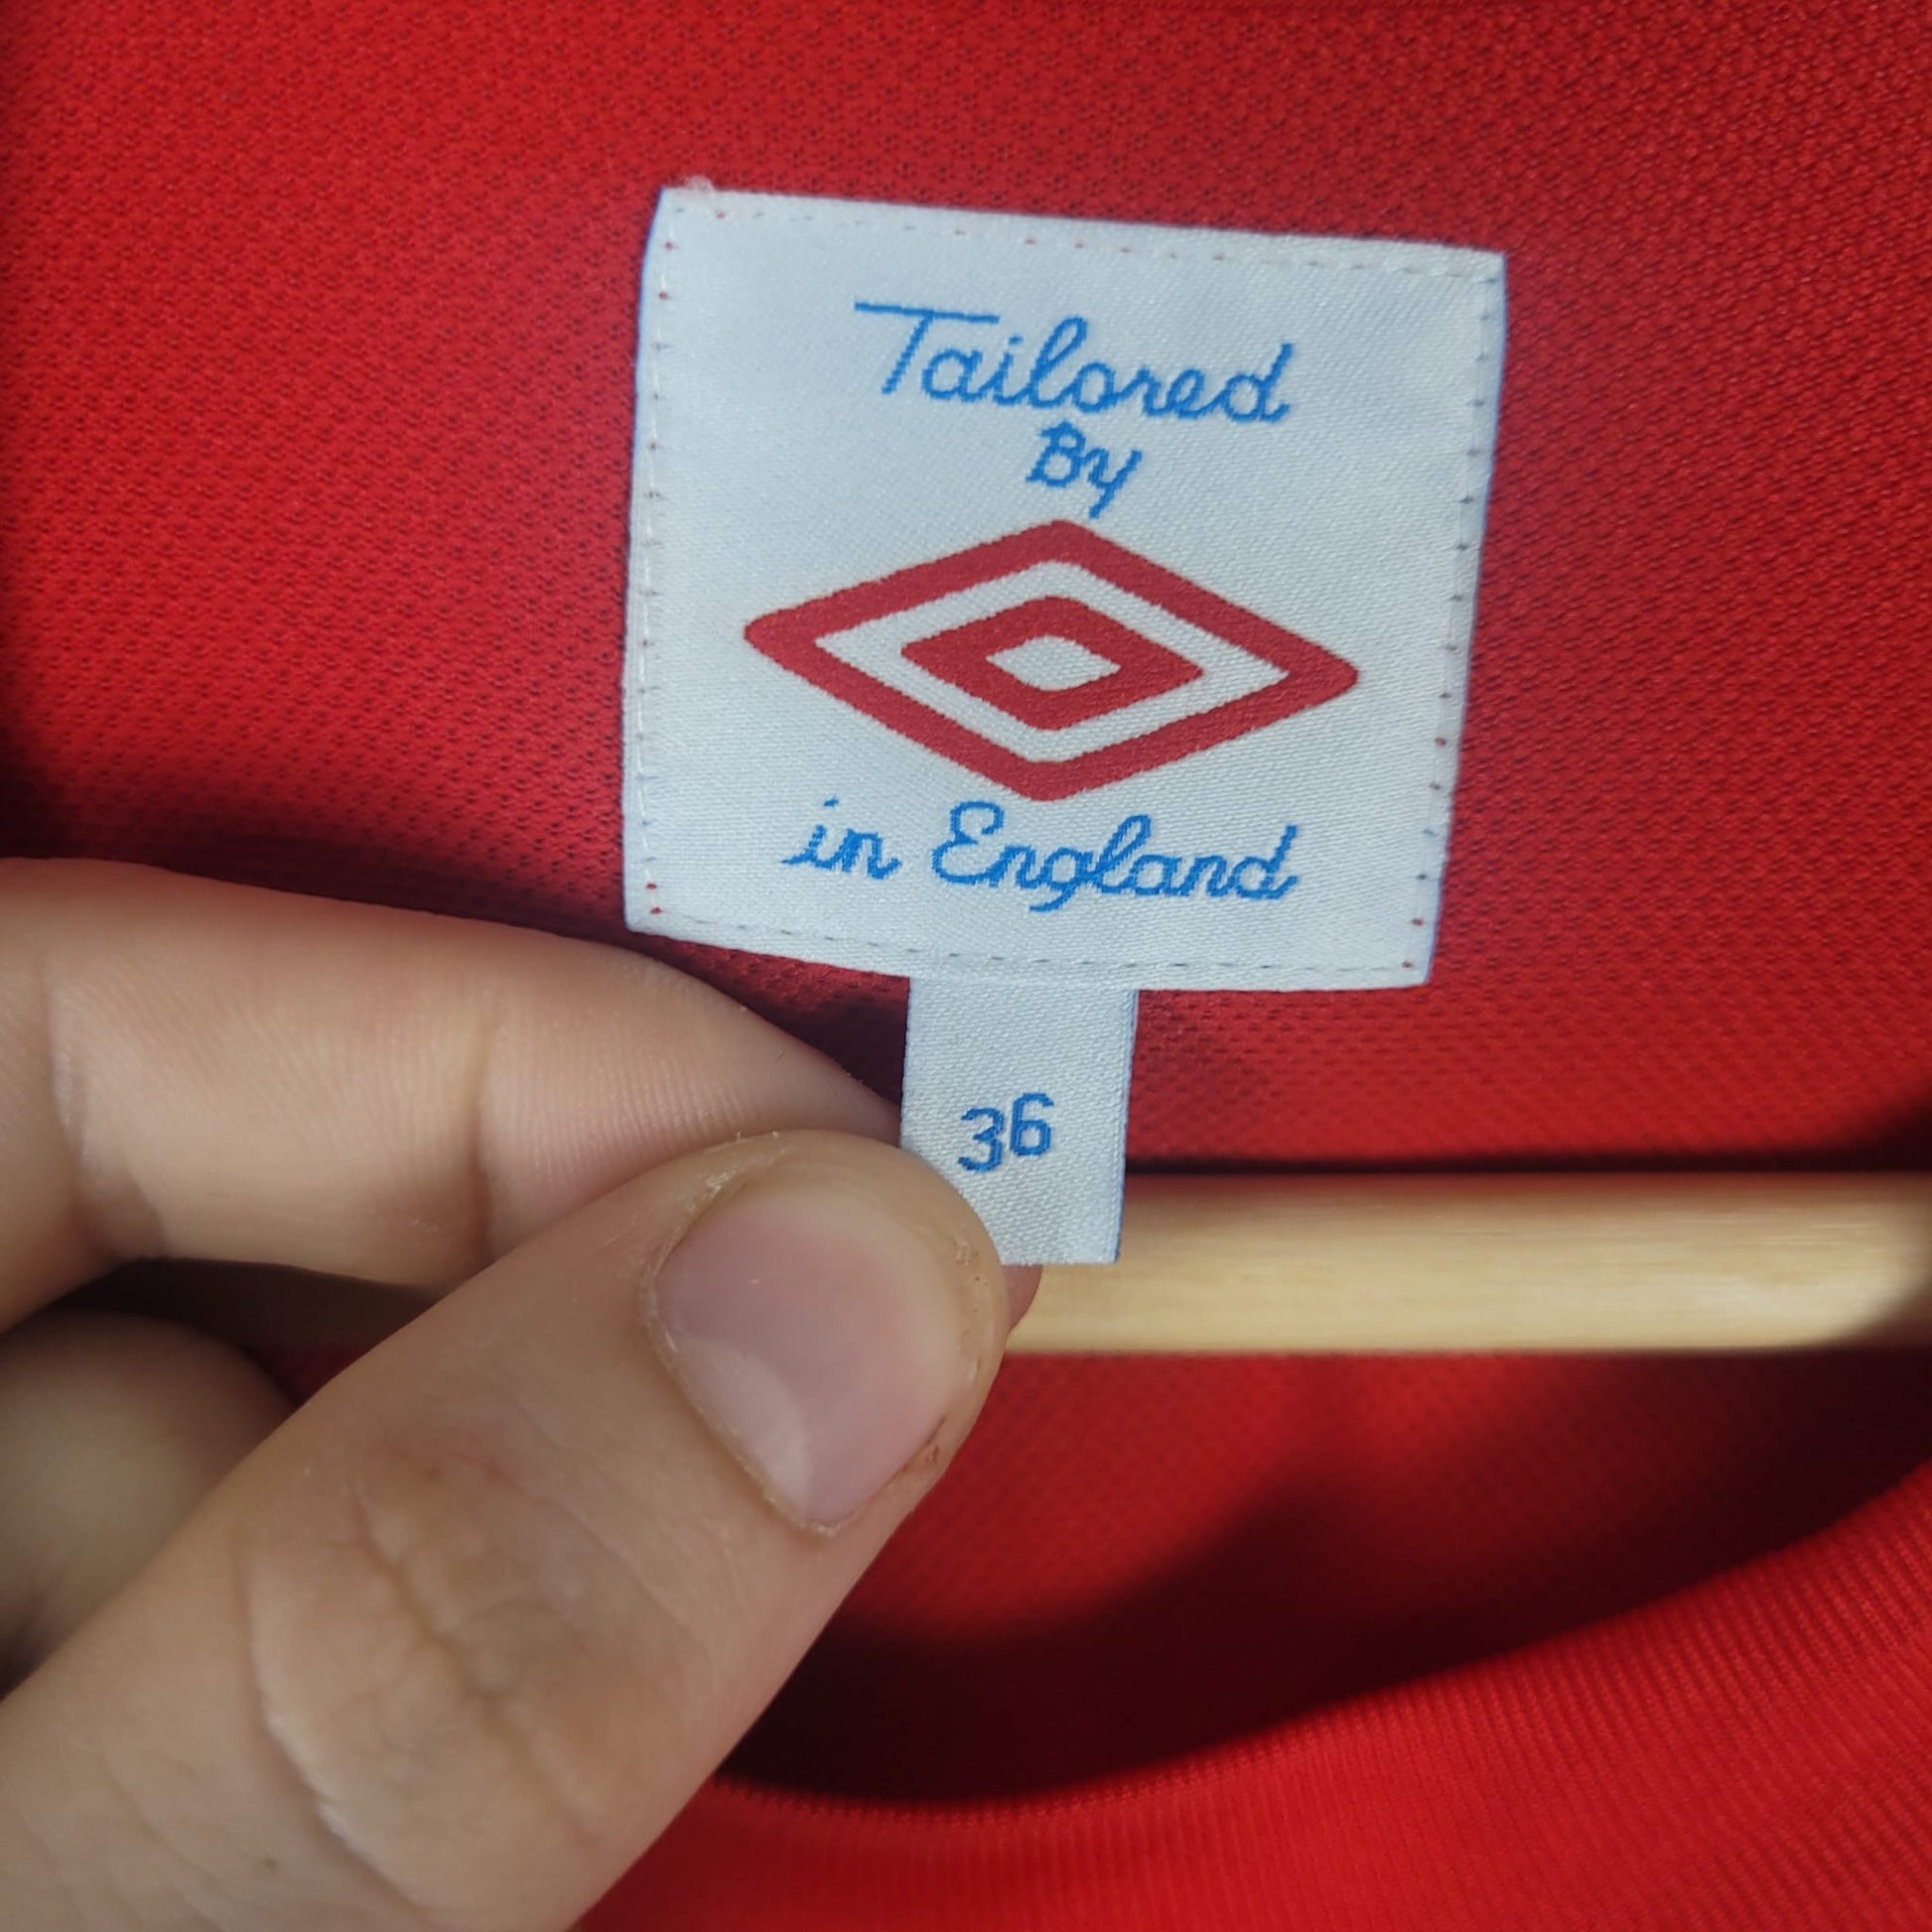 Tailored
By
in England
36